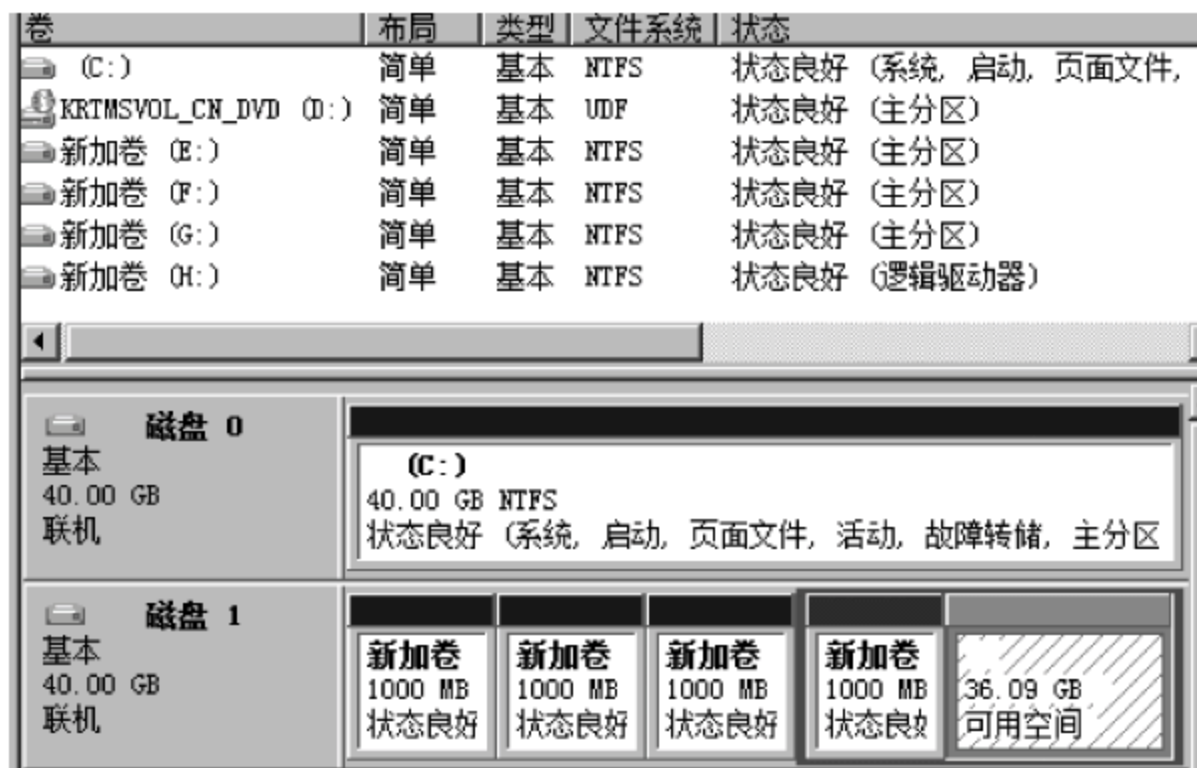 卷 布局 类型 文件系统 状态
(C:) 简单 基本 NTFS 状态良好 (系统, 启动, 页面文件,
KRTMSVOL_CN_DVD (D:) 简单 基本 UDF 状态良好 (主分区)
新加卷 (E:) 简单 基本 NTFS 状态良好 (主分区)
新加卷 (F:) 简单 基本 NTFS 状态良好 (主分区)
新加卷 (G:) 简单 基本 NTFS 状态良好 (主分区)
新加卷 (H:) 简单 基本 NTFS 状态良好 (逻辑驱动器)
磁盘 0
基本
40.00 GB
联机
(C:)
40.00 GB NTFS
状态良好 (系统, 启动, 页面文件, 活动, 故障转储, 主分区
磁盘 1
基本
40.00 GB
联机
新加卷
1000 MB
状态良好
新加卷
1000 MB
状态良好
新加卷
1000 MB
状态良好
新加卷
1000 MB
状态良好
36.09 GB
可用空间